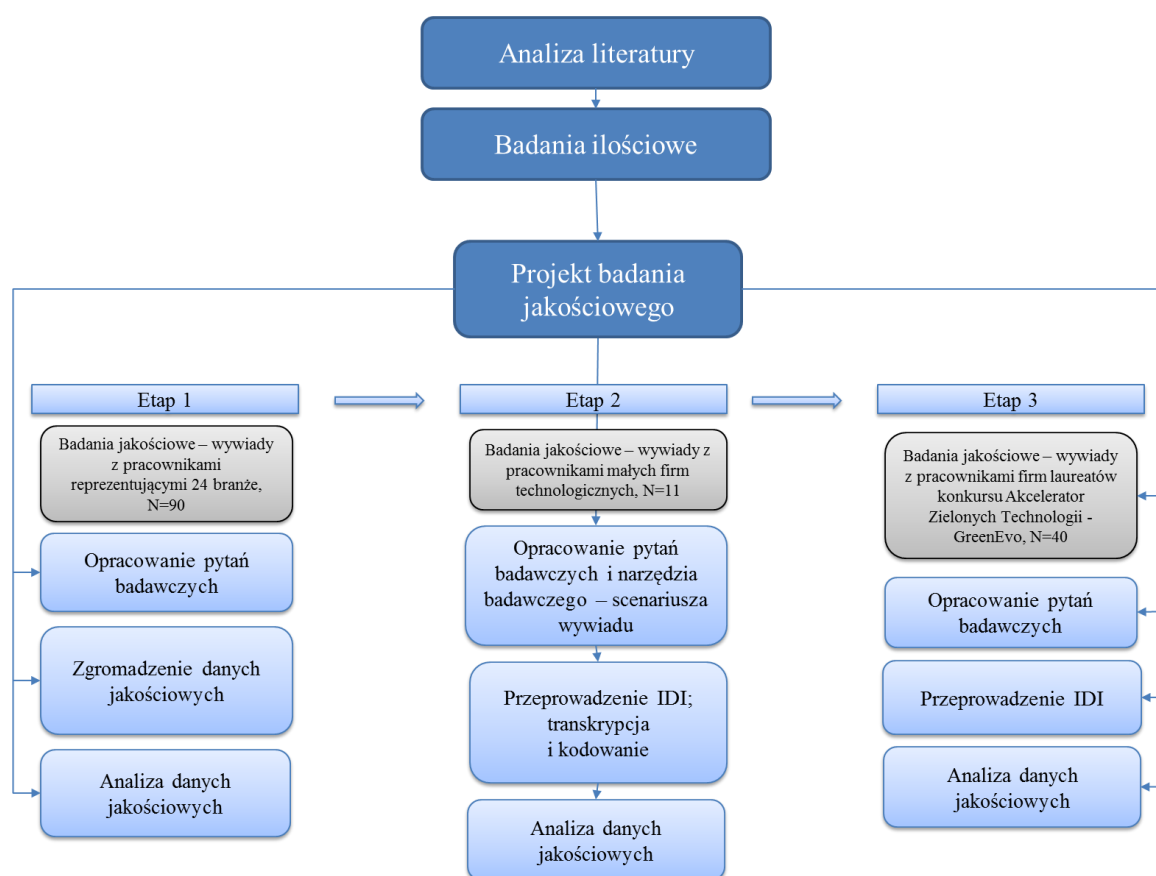 Analiza literatury
Badania ilościowe
Projekt badania
jakościowego
Etap 1
Badania jakościowe – wywiady
z pracownikami
reprezentującymi 24 branże,
N=90
Opracowanie pytań
badawczych
Zgromadzenie danych
jakościowych
Analiza danych
jakościowych
Etap 2
Badania jakościowe – wywiady z
pracownikami małych firm
technologicznych, N=11
Opracowanie pytań
badawczych i narzędzia
badawczego – scenariusza
wywiadu
Przeprowadzenie IDI;
transkrypcja
i kodowanie
Analiza danych
jakościowych
Etap 3
Badania jakościowe – wywiady
z pracownikami firm laureatów
konkursu Akcelerator
Zielonych Technologii -
GreenEvo, N=40
Opracowanie pytań
badawczych
Przeprowadzenie IDI
Analiza danych
jakościowych